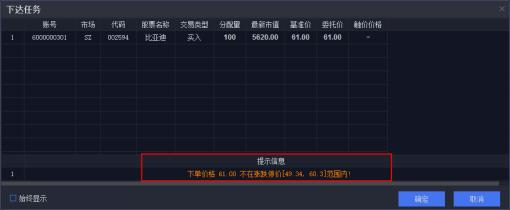 下达任务
账号 市场 代码 股票名称 交易类型 分配量 最新市值 基准价 委托价 触价价格
1 6000000301 SZ 002594 比亚迪 买入 100 5620.00 61.00 61.00 -
提示信息
1 下单价格 61.00 不在涨跌停价[49.34, 60.3]范围内!
始终显示 确定 取消